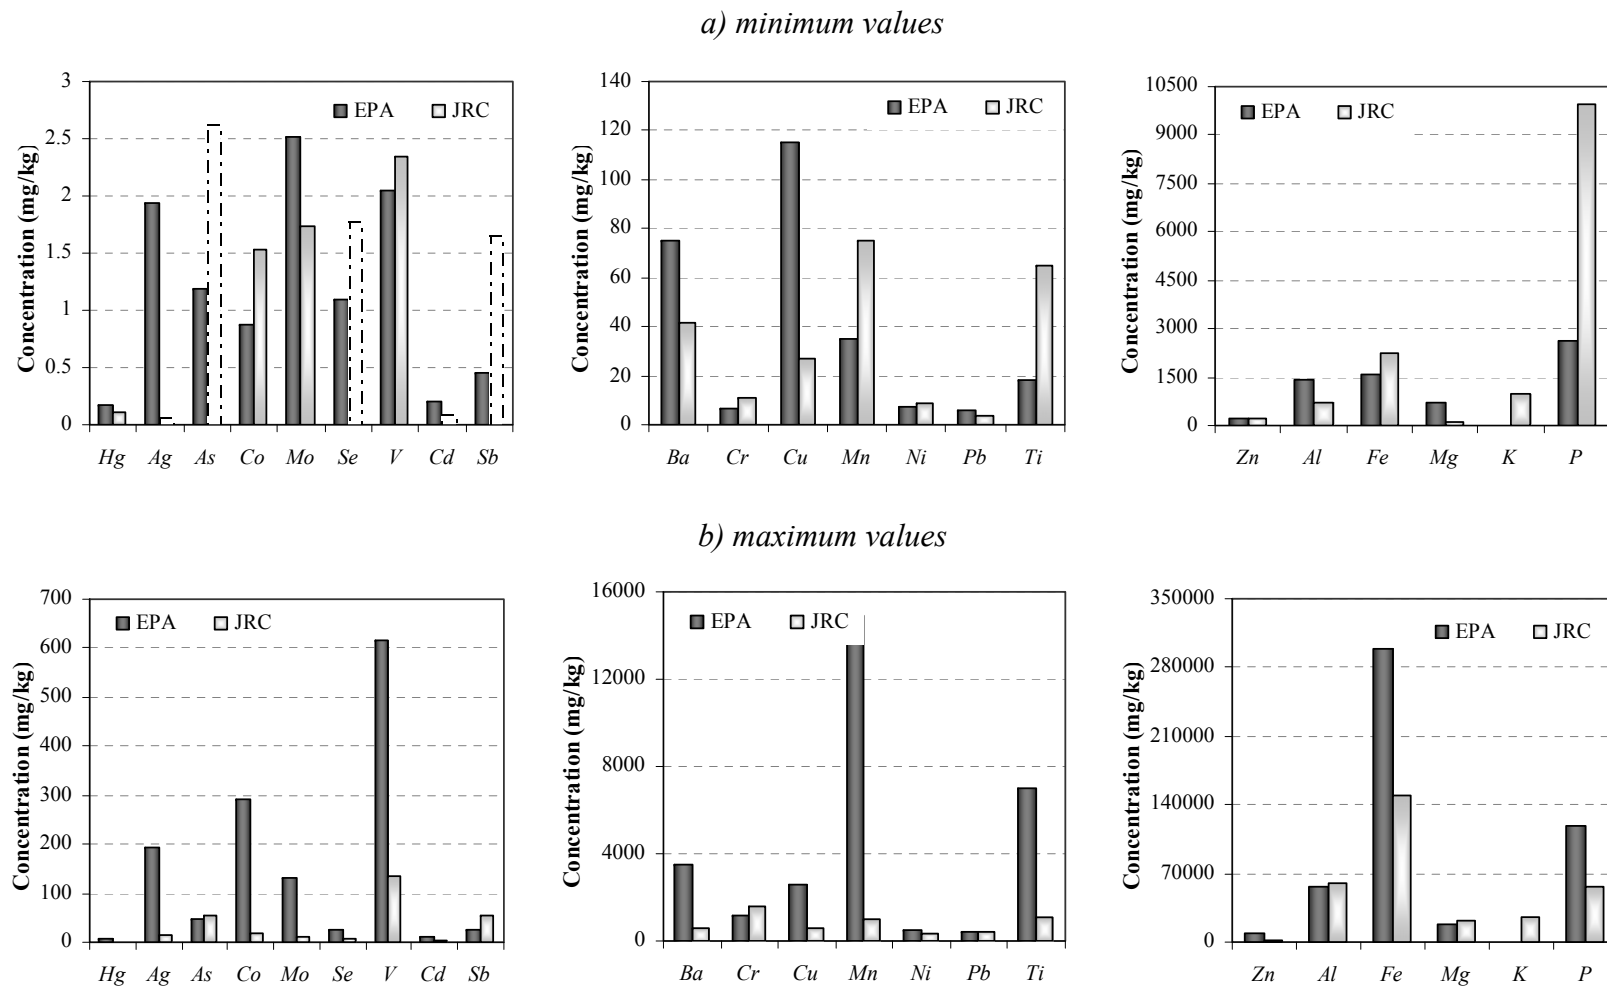 a) minimum values
Concentration (mg/kg)
3
2.5
2
1.5
1
0.5
0
EPA JRC
Hg Ag As Co Mo Se V Cd Sb
Concentration (mg/kg)
140
120
100
80
60
40
20
0
EPA JRC
Ba Cr Cu Mn Ni Pb Ti
Concentration (mg/kg)
10500
9000
7500
6000
4500
3000
1500
0
EPA JRC
Zn Al Fe Mg K P
b) maximum values
Concentration (mg/kg)
700
600
500
400
300
200
100
0
EPA JRC
Hg Ag As Co Mo Se V Cd Sb
Concentration (mg/kg)
16000
12000
8000
4000
0
EPA JRC
Ba Cr Cu Mn Ni Pb Ti
Concentration (mg/kg)
350000
280000
210000
140000
70000
0
EPA JRC
Zn Al Fe Mg K P